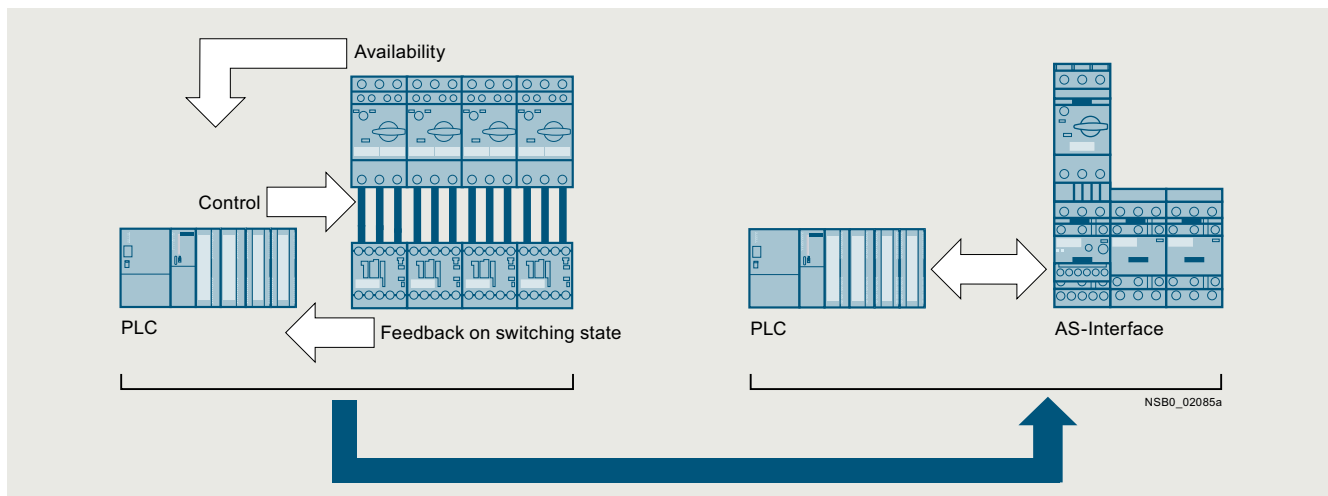 Availability
Control
PLC
Feedback on switching state
PLC
AS-Interface
NSB0_02085a